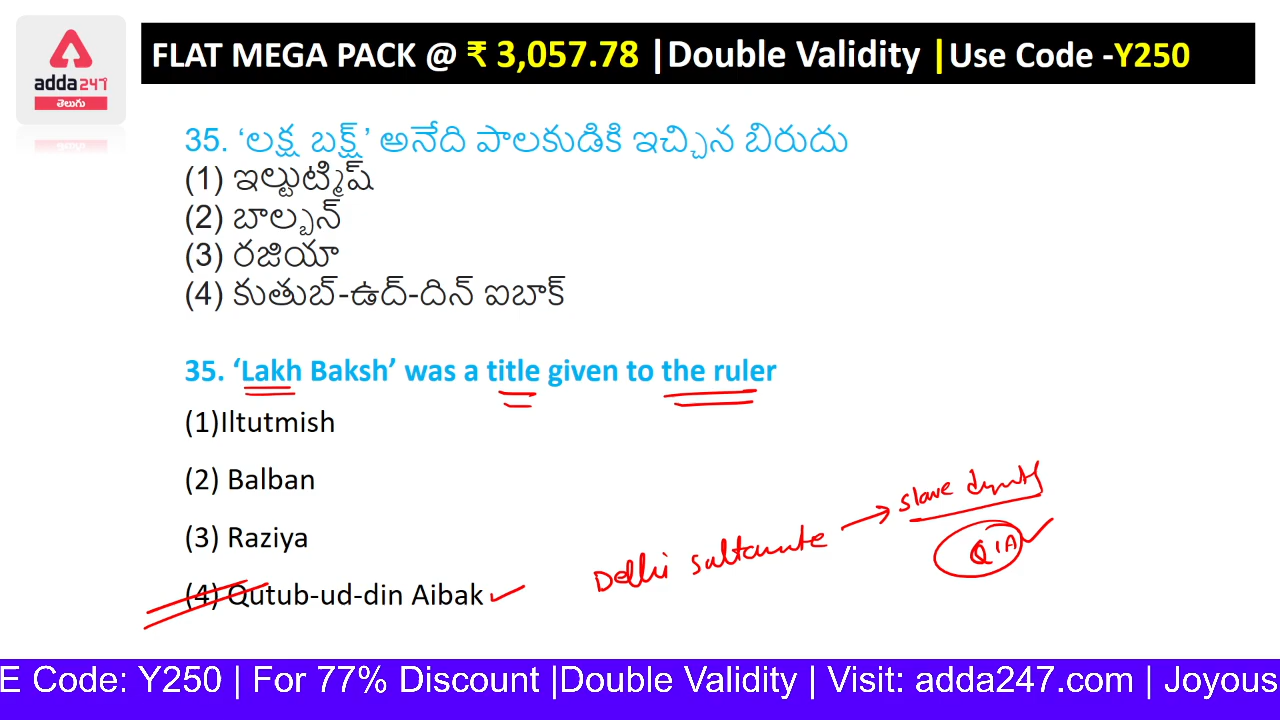 FLAT MEGA PACK @ ₹ 3,057.78 |Double Validity |Use Code -Y250
adda247
తెలుగు
35. ‘లక్ష బక్ష్’ అనేది పాలకుడికి ఇచ్చిన బిరుదు
(1) ఇల్టుట్మిష్
(2) బాల్బన్
(3) రజియా
(4) కుతుబ్-ఉద్-దిన్ ఐబాక్
35. ‘Lakh Baksh’ was a title given to the ruler
(1)Iltutmish
(2) Balban
(3) Raziya
(4) Qutub-ud-din Aibak
Delhi sultante → slave
QIA
E Code: Y250 | For 77% Discount |Double Validity | Visit: adda247.com | Joyous